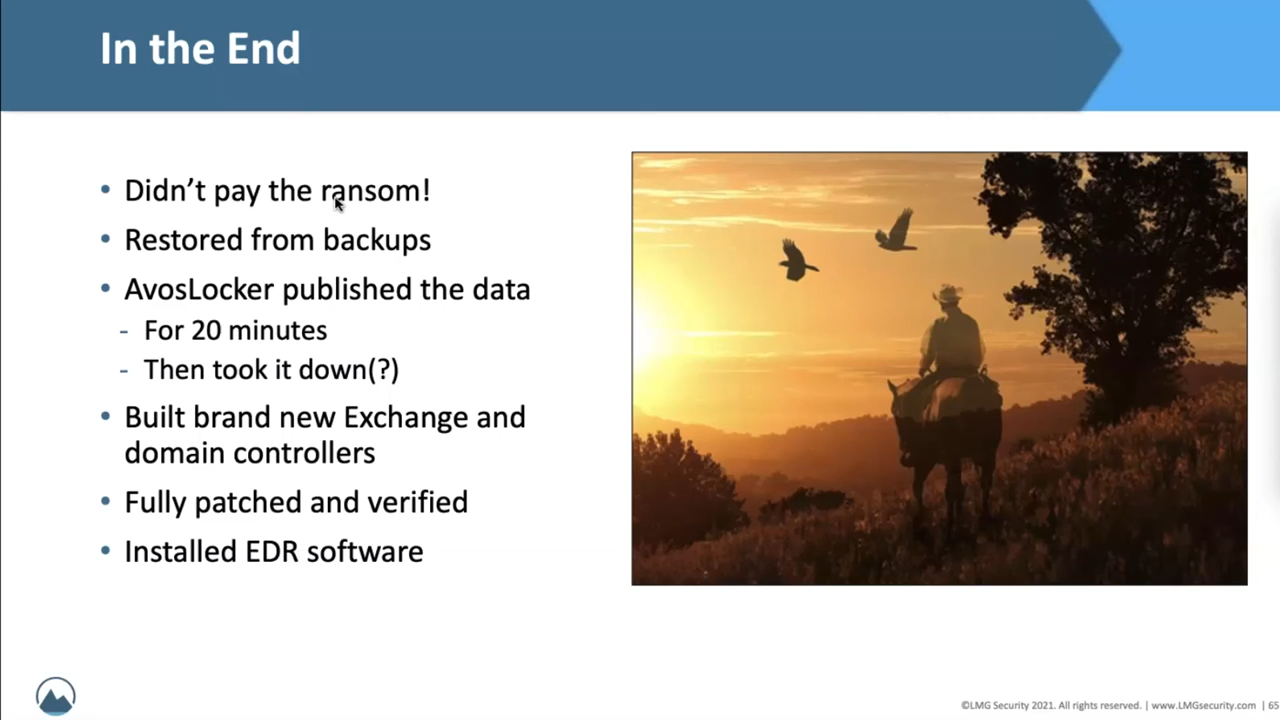 In the End
• Didn’t pay the ransom!
• Restored from backups
• AvosLocker published the data
- For 20 minutes
- Then took it down(?)
• Built brand new Exchange and
domain controllers
• Fully patched and verified
• Installed EDR software
©LMG Security 2021. All rights reserved. | www.LMGsecurity.com | 65